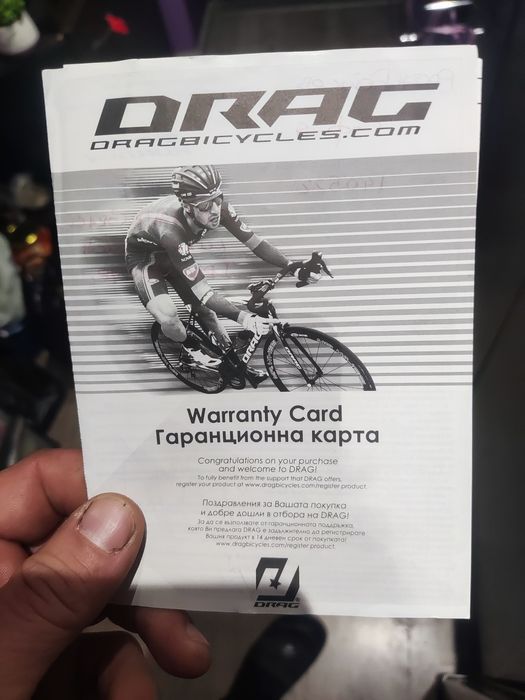 DRAG
DRAGBICYCLES.COM
DRAG
Warranty Card
Гаранционна карта
Congratulations on your purchase
and welcome to DRAG!
To fully benefit from the support that DRAG offers,
register your product at www.dragbicycles.com/register product.
Поздравления за Вашата покупка
и добре дошли в отбора на DRAG!
За да се възползвате от гаранционната поддръжка,
която Ви предлага DRAG е задължително да регистрирате
Вашия продукт в 14 дневен срок от покупката!
www.dragbicycles.com/register product.
DRAG